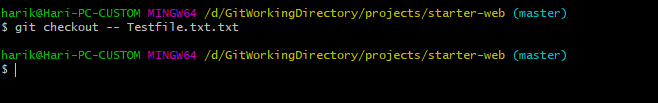 harik@Hari-PC-CUSTOM MINGW64 /d/GitWorkingDirectory/projects/starter-web (master)
$ git checkout -- Testfile.txt.txt
harik@Hari-PC-CUSTOM MINGW64 /d/GitWorkingDirectory/projects/starter-web (master)
$